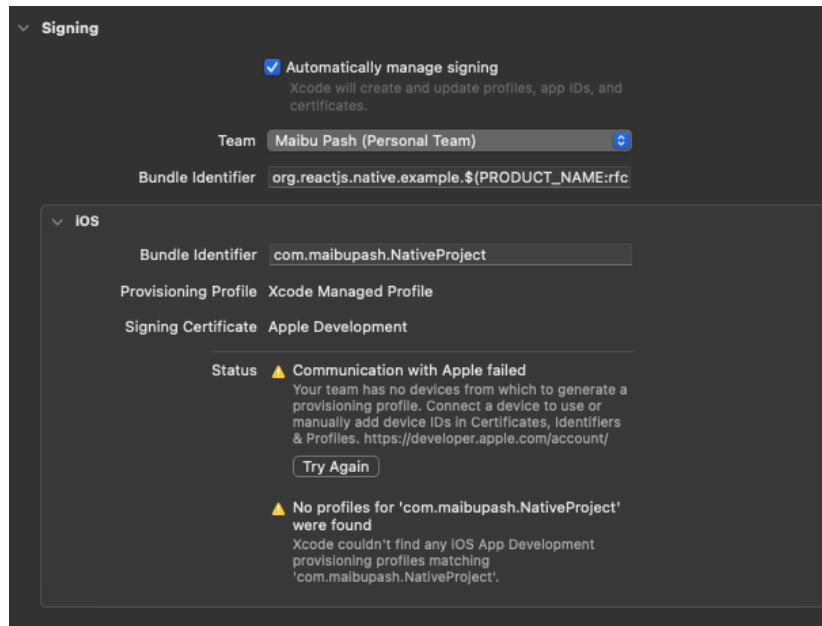 Signing
Automatically manage signing
Xcode will create and update profiles, app IDs, and
certificates.
Team Maibu Pash (Personal Team)
Bundle Identifier org.reactjs.native.example.$(PRODUCT_NAME:rfc
iOS
Bundle Identifier com.maibupash.NativeProject
Provisioning Profile Xcode Managed Profile
Signing Certificate Apple Development
Status Communication with Apple failed
Your team has no devices from which to generate a
provisioning profile. Connect a device to use or
manually add device IDs in Certificates, Identifiers
& Profiles. https://developer.apple.com/account/
Try Again
No profiles for 'com.maibupash.NativeProject'
were found
Xcode couldn't find any iOS App Development
provisioning profiles matching
'com.maibupash.NativeProject'.